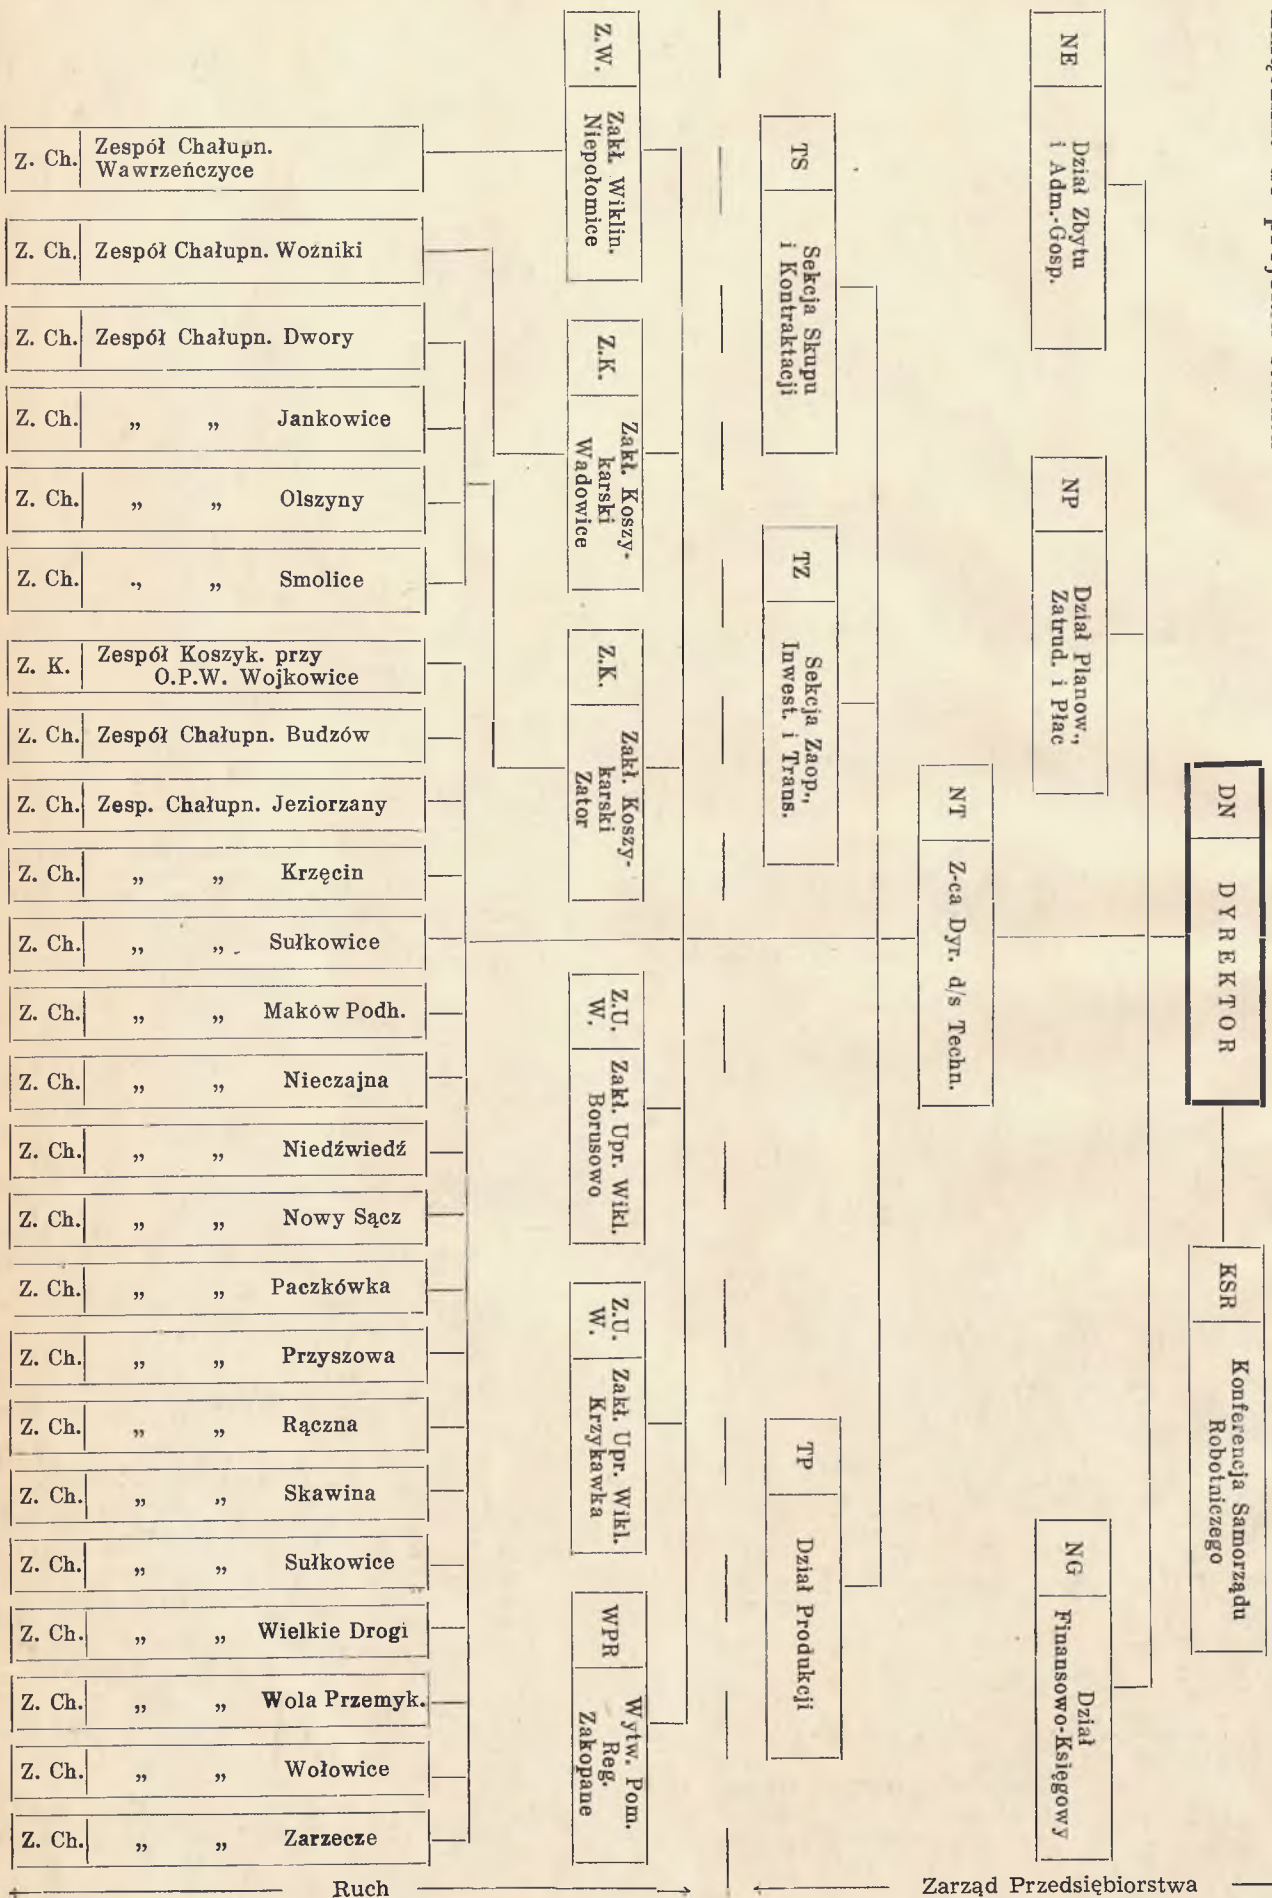 Z. Ch. Zespół Chałupn.
Wawrzeńczyce
Z. Ch. Zespół Chałupn. Wozniki
Z. Ch. Zespół Chałupn. Dwory
Z. Ch. „ „ Jankowice
Z. Ch. „ „ Olszyny
Z. Ch. „ „ Smolice
Z. K. Zespół Koszyk. przy
O.P.W. Wojkowice
Z. Ch. Zespół Chałupn. Budzów
Z. Ch. Zesp. Chałupn. Jeziorzany
Z. Ch. „ „ Krzęcin
Z. Ch. „ „ Sułkowice
Z. Ch. „ „ Maków Podh.
Z. Ch. „ „ Nieczajna
Z. Ch. „ „ Niedźwiedź
Z. Ch. „ „ Nowy Sącz
Z. Ch. „ „ Paczkówka
Z. Ch. „ „ Przyszowa
Z. Ch. „ „ Rączna
Z. Ch. „ „ Skawina
Z. Ch. „ „ Sułkowice
Z. Ch. „ „ Wielkie Drogi
Z. Ch. „ „ Wola Przemyk.
Z. Ch. „ „ Wołowice
Z. Ch. „ „ Zarzecze
Z.W.
Zakł. Wiklin.
Niepołomice
Z.K.
Zakł. Koszy-
karski
Wadowice
Z.K.
Zakł. Koszy-
karski
Zator
Z.U.
W.
Zakł. Upr. Wikl.
Borusowo
Z.U.
W.
Zakł. Upr. Wikl.
Krzykawka
WPR
Wytw. Pom.
Reg.
Zakopane
TS
Sekcja Skupu
i Kontraktacji
TZ
Sekcja Zaop.,
Inwest. i Trans.
TP
Dział Produkcji
NT
Z-ca Dyr. d/s Techn.
NE
Dział Zbytu
i Adm.-Gosp.
NP
Dział Planow.,
Zatrud. i Płac
NG
Dział
Finansowo-Księgowy
DN
DYREKTOR
KSR
Konferencja Samorządu
Robotniczego
Ruch
Zarząd Przedsiębiorstwa